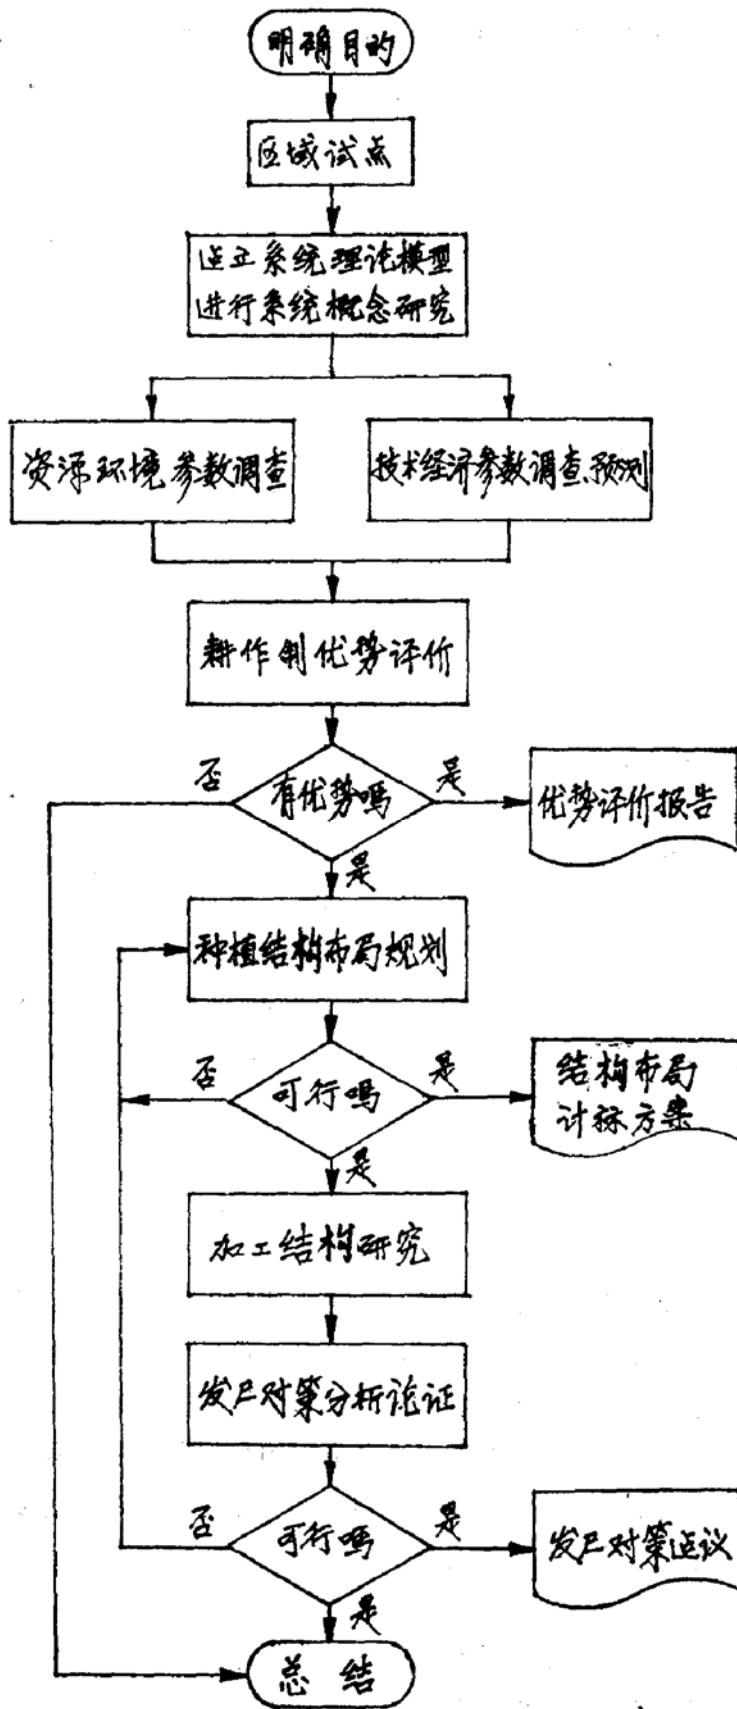 明确目的
区域试点
迠立系统理论模型
进行系统概念研究
资源环境参数调查
技术经济参数调查、预测
耕作制优势评价
否
有优势吗
是
优势评价报告
是
种植结构布局规划
否
可行吗
是
结构布局
计标方案
是
加工结构研究
发尸对策分析论证
否
可行吗
是
发尸对策迠议
是
总结